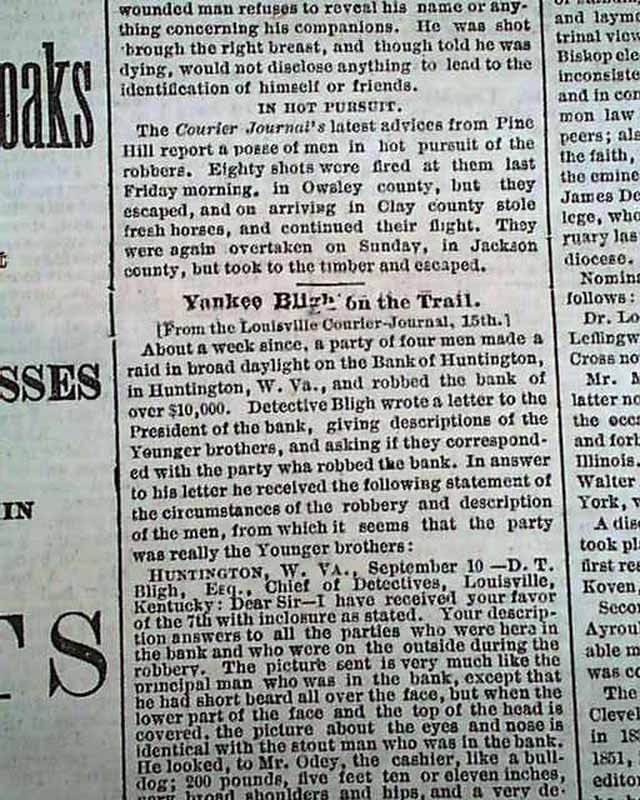 oaks
t
SSES
IN
TS
wounded man refuses to reveal his name or any-
thing concerning his companions. He was shot
through the right breast, and though told he was
dying, would not disclose anything to lead to the
identification of himself or friends.
IN HOT PURSUIT.
The Courier Journal's latest advices from Pine
Hill report a posse of men in hot pursuit of the
robbers. Eighty shots were fired at them last
Friday morning, in Owsley county, but they
escaped, and on arriving in Clay county stole
fresh horses, and continued their flight. They
were again overtaken on Sunday, in Jackson
county, but took to the timber and escaped.
Yankee Bligh on the Trail.
[From the Louisville Courier-Journal, 15th.]
About a week since, a party of four men made a
raid in broad daylight on the Bank of Huntington,
in Huntington, W. Va., and robbed the bank of
over $10,000. Detective Bligh wrote a letter to the
President of the bank, giving descriptions of the
Younger brothers, and asking if they correspond-
ed with the party wha robbed the bank. In answer
to his letter he received the following statement of
the circumstances of the robbery and description
of the men, from which it seems that the party
was really the Younger brothers:
HUNTINGTON, W. VA., September 10 —D. T.
Bligh, Esq., Chief of Detectives, Louisville,
Kentucky: Dear Sir—I have received your favor
of the 7th with inclosure as stated. Your descrip-
tion answers to all the parties who were here in
the bank and who were on the outside during the
robbery. The picture sent is very much like the
principal man who was in the bank, except that
he had short beard all over the face, but when the
lower part of the face and the top of the head is
covered, the picture about the eyes and nose is
identical with the stout man who was in the bank.
He looked, to Mr. Odey, the cashier, like a bull-
dog; 200 pounds, five feet ten or eleven inches,
very broad shoulders and hips, and a very de-
and laym
trinal view
Bishop ele
inconsiste
and in con
mon law
peers; als
the faith,
the emine
James De
lege, who
ruary las
diocese.
Nomin
follows:
Dr. Lo
Leffingw
Cross no
Mr. M
latter no
the occa
and forb
Illinois.
Walter
York, v
A disc
took pl
first res
Koven,
Secon
Ayrou
able m
was co
The
Clevel
in 18
1851,
editor